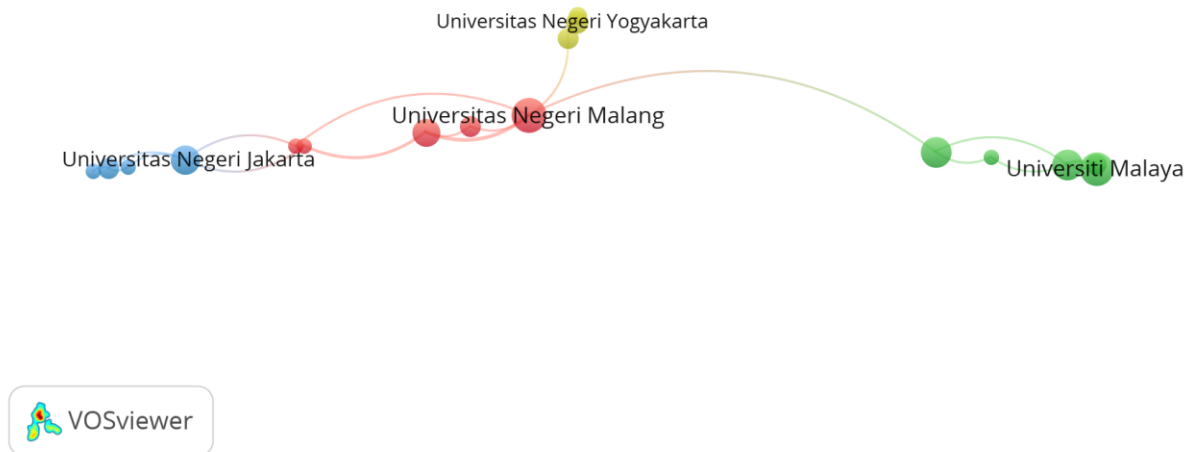 Universitas Negeri Yogyakarta
Universitas Negeri Malang
Universitas Negeri Jakarta
Universiti Malaya
VOSviewer